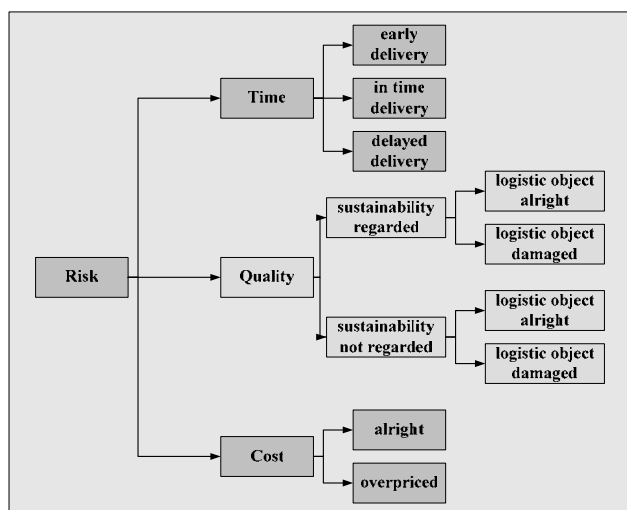 early
delivery
Time
in time
delivery
delayed
delivery
logistic object
alright
sustainability
regarded
logistic object
damaged
Risk
Quality
logistic object
alright
sustainability
not regarded
logistic object
damaged
alright
Cost
overpriced